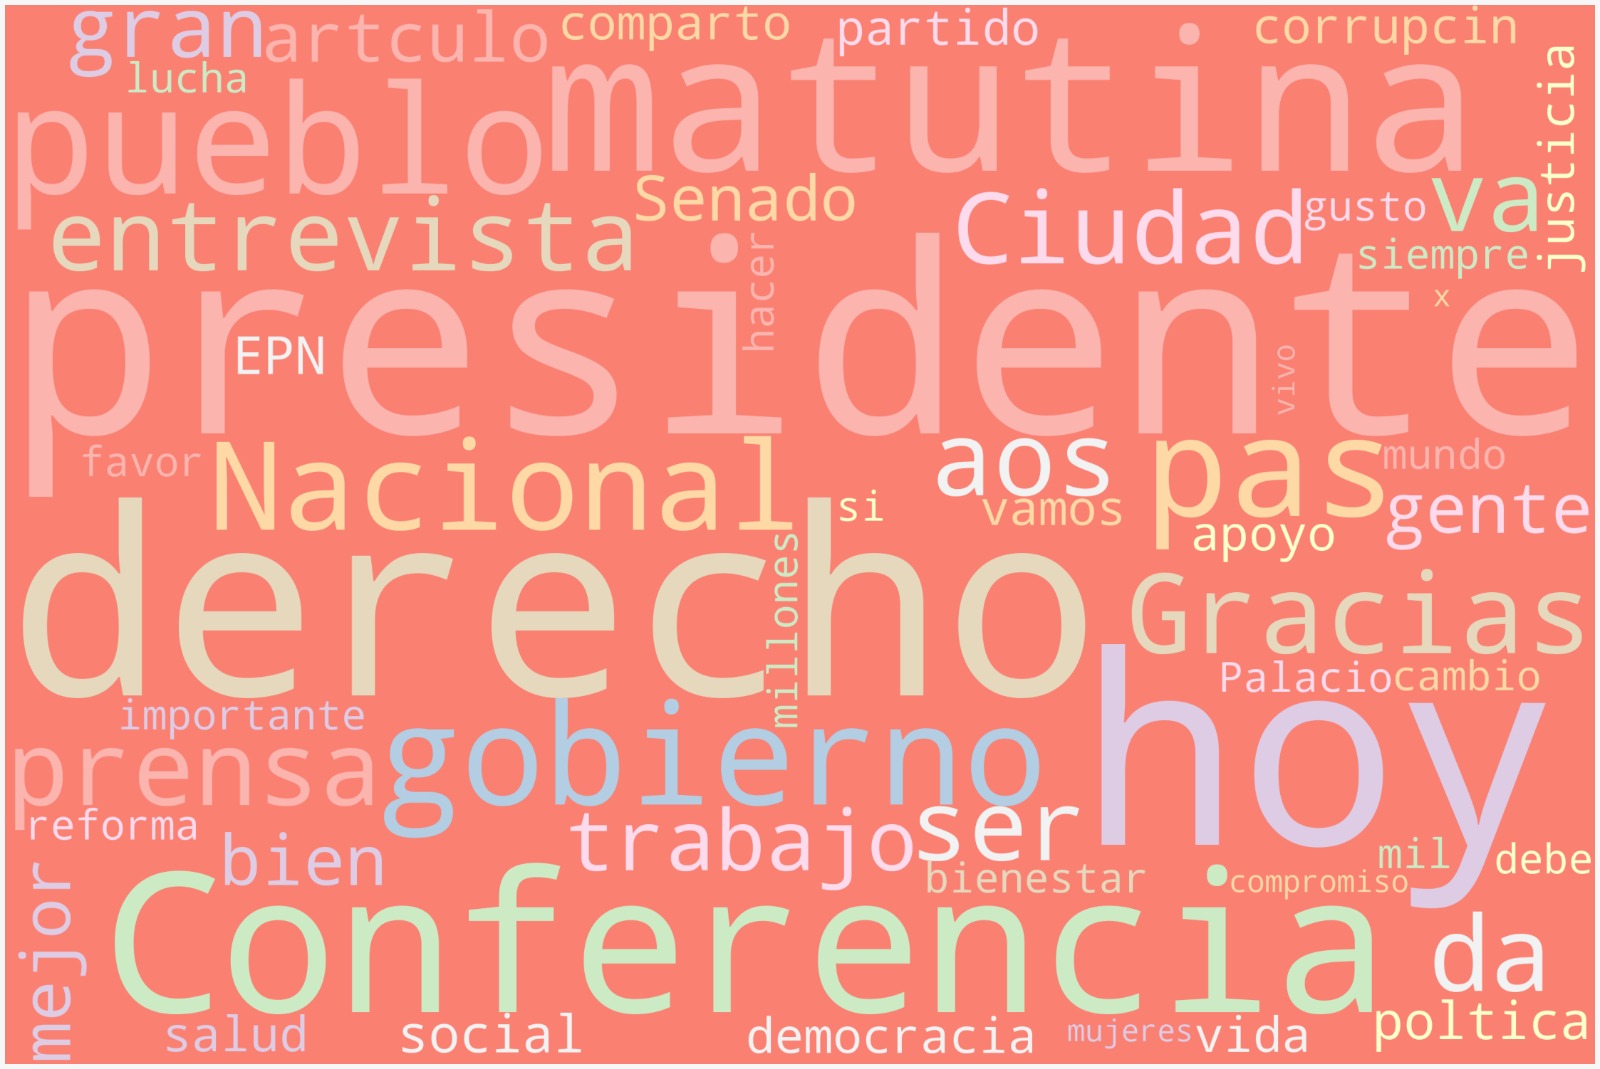 gran
artculo
comparto
partido
corrupcin
lucha
pueblo
matutina
justicia
entrevista
Senado
Ciudad
gusto
va
siempre
hacer
x
presidente
EPN
vivo
favor
Nacional
aos
pas
mundo
si
vamos
gente
apoyo
derecho
millones
Gracias
hoy
Palacio
cambio
importante
prensa
gobierno
reforma
bien
trabajo
ser
mil
debe
bienestar
compromiso
mejor
Conferencia
da
salud
social
democracia
mujeres
vida
poltica